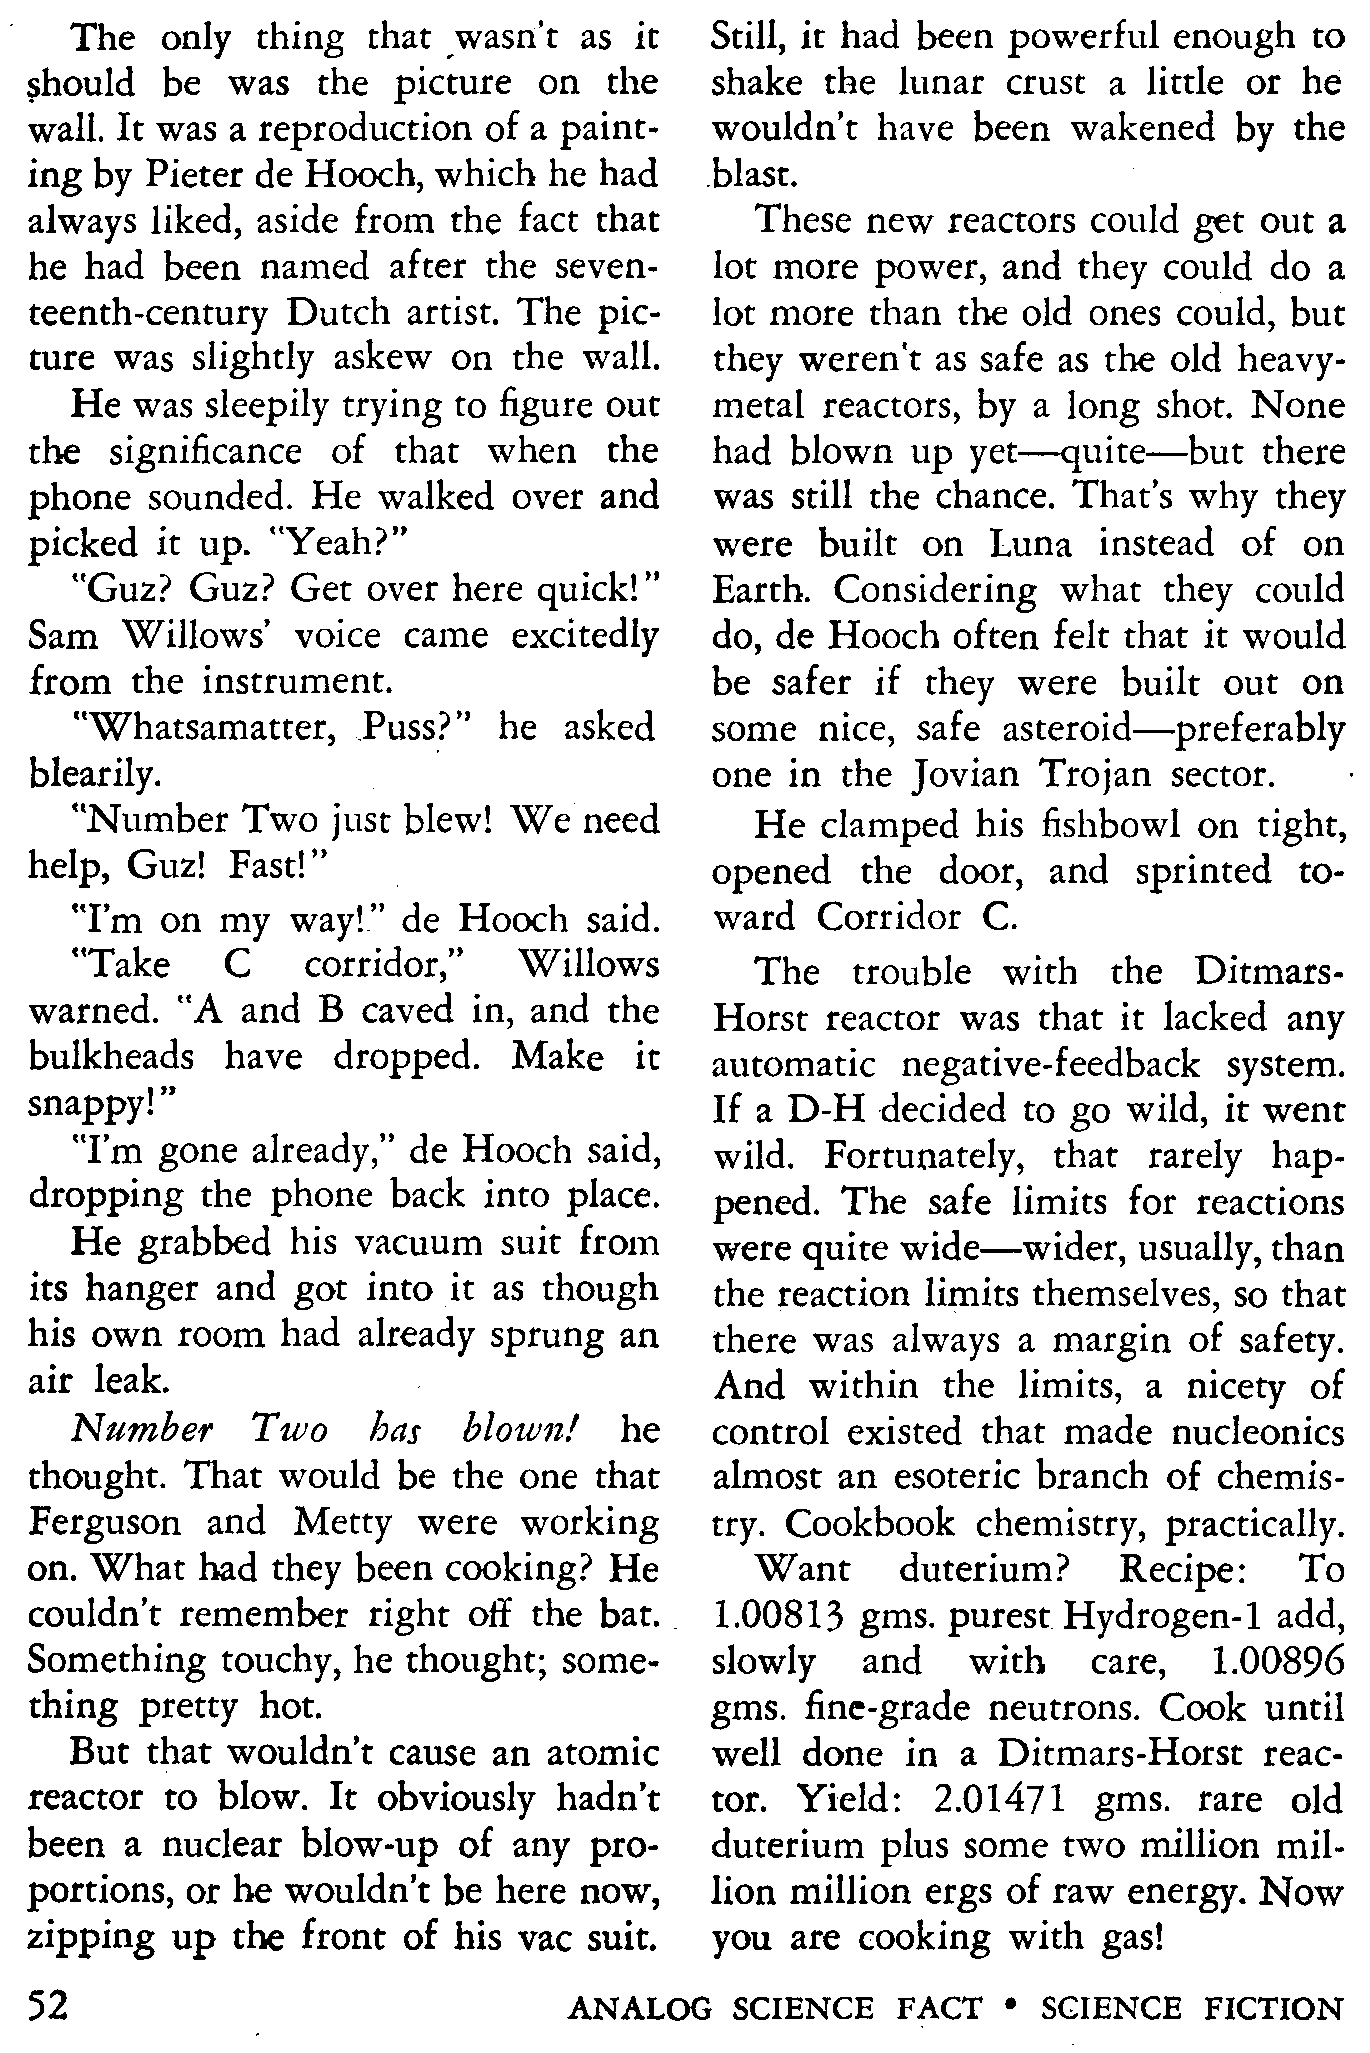 The only thing that wasn't as it
should be was the picture on the
wall. It was a reproduction of a paint-
ing by Pieter de Hooch, which he had
always liked, aside from the fact that
he had been named after the seven-
teenth-century Dutch artist. The pic-
ture was slightly askew on the wall.
He was sleepily trying to figure out
the significance of that when the
phone sounded. He walked over and
picked it up. "Yeah?"
"Guz? Guz? Get over here quick!"
Sam Willows' voice came excitedly
from the instrument.
"Whatsamatter, Puss?" he asked
blearily.
"Number Two just blew! We need
help, Guz! Fast!"
"I'm on my way!" de Hooch said.
"Take C corridor," Willows
warned. "A and B caved in, and the
bulkheads have dropped. Make it
snappy!"
"I'm gone already," de Hooch said,
dropping the phone back into place.
He grabbed his vacuum suit from
its hanger and got into it as though
his own room had already sprung an
air leak.
Number Two has blown! he
thought. That would be the one that
Ferguson and Metty were working
on. What had they been cooking? He
couldn't remember right off the bat.
Something touchy, he thought; some-
thing pretty hot.
But that wouldn't cause an atomic
reactor to blow. It obviously hadn't
been a nuclear blow-up of any pro-
portions, or he wouldn't be here now,
zipping up the front of his vac suit.
Still, it had been powerful enough to
shake the lunar crust a little or he
wouldn't have been wakened by the
blast.
These new reactors could get out a
lot more power, and they could do a
lot more than the old ones could, but
they weren't as safe as the old heavy-
metal reactors, by a long shot. None
had blown up yet—quite—but there
was still the chance. That's why they
were built on Luna instead of on
Earth. Considering what they could
do, de Hooch often felt that it would
be safer if they were built out on
some nice, safe asteroid—preferably
one in the Jovian Trojan sector.
He clamped his fishbowl on tight,
opened the door, and sprinted to-
ward Corridor C.
The trouble with the Ditmars-
Horst reactor was that it lacked any
automatic negative-feedback system.
If a D-H decided to go wild, it went
wild. Fortunately, that rarely hap-
pened. The safe limits for reactions
were quite wide—wider, usually, than
the reaction limits themselves, so that
there was always a margin of safety.
And within the limits, a nicety of
control existed that made nucleonics
almost an esoteric branch of chemis-
try. Cookbook chemistry, practically.
Want duterium? Recipe: To
1.00813 gms. purest Hydrogen-1 add,
slowly and with care, 1.00896
gms. fine-grade neutrons. Cook until
well done in a Ditmars-Horst reac-
tor. Yield: 2.01471 gms. rare old
duterium plus some two million mil-
lion million ergs of raw energy. Now
you are cooking with gas!
52
ANALOG SCIENCE FACT • SCIENCE FICTION